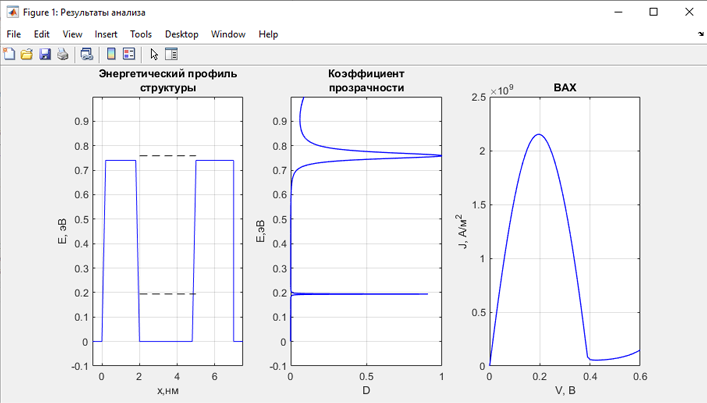 Figure 1: Результаты анализа
File Edit View Insert Tools Desktop Window Help
Энергетический профиль
структуры
0.9
0.8
0.7
0.6
0.5
0.4
0.3
0.2
0.1
0
-0.1
E, эВ
0 2 4 6
x,нм
Коэффициент
прозрачности
0.9
0.8
0.7
0.6
0.5
0.4
0.3
0.2
0.1
0
-0.1
E,эВ
0 0.5 1
D
×10⁹
ВАХ
2.5
2
1.5
1
0.5
0
J, А/м²
0 0.2 0.4 0.6
V, В